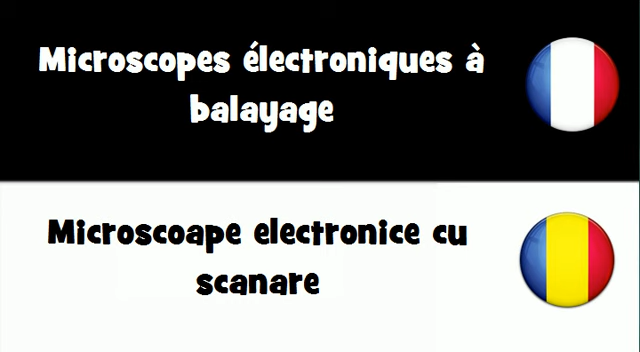 Microscopes électroniques à
balayage
Microscoape electronice cu
scanare